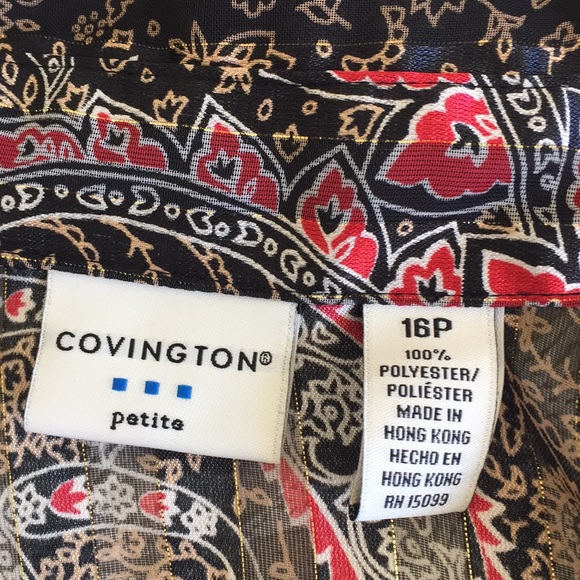 COVINGTON®
petite
16P
100%
POLYESTER/
POLIÉSTER
MADE IN
HONG KONG
HECHO EN
HONG KONG
RN 15099